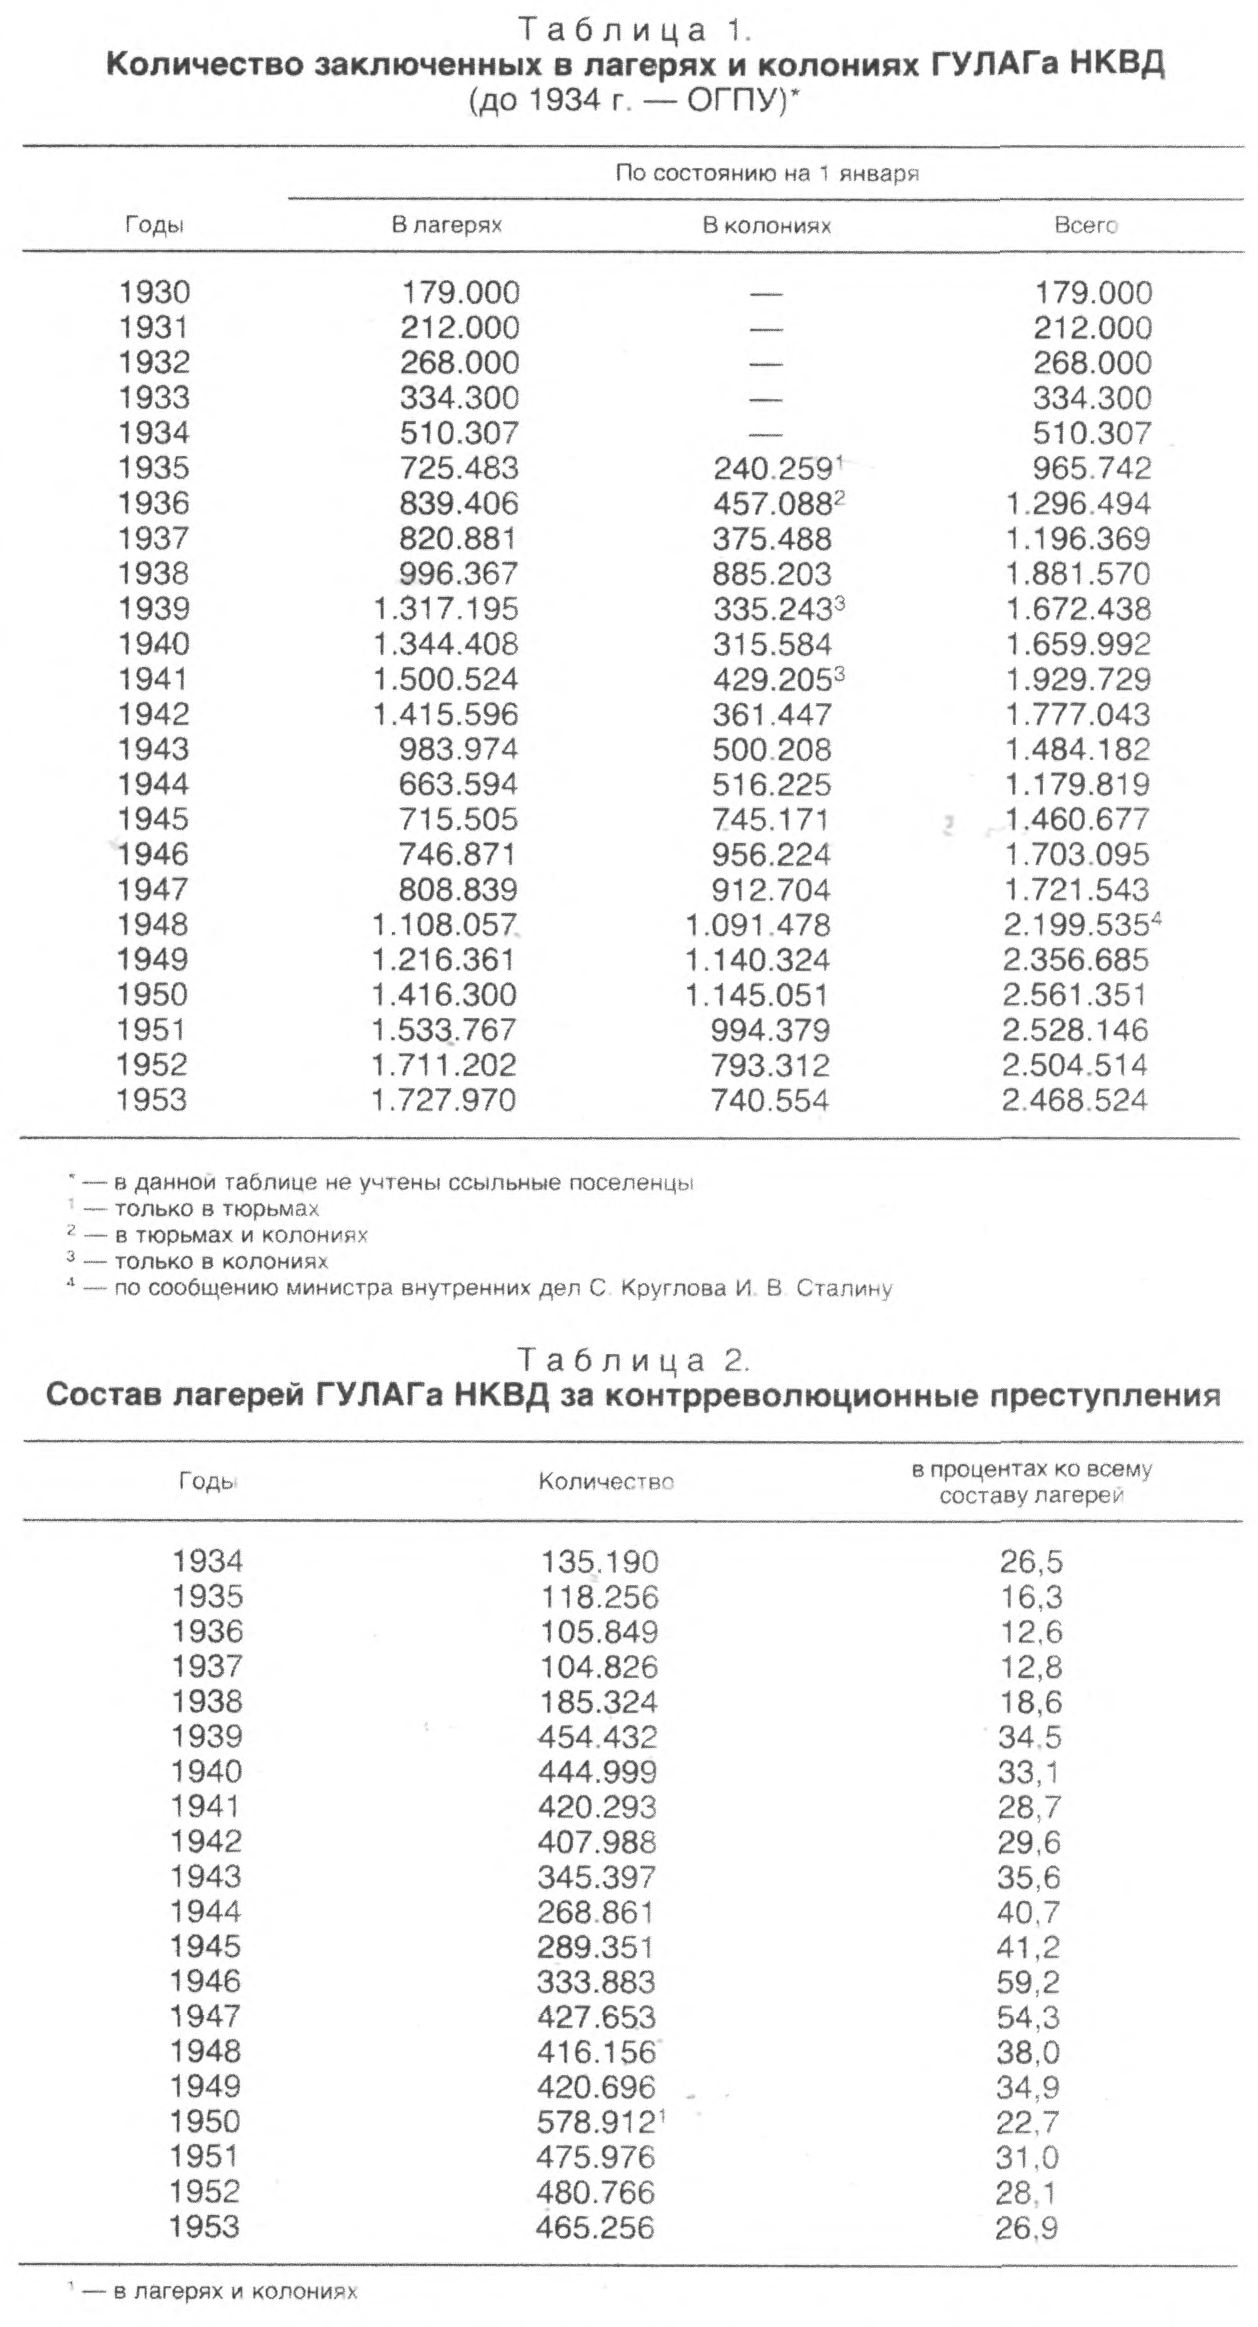 Таблица 1.
Количество заключенных в лагерях и колониях ГУЛАГа НКВД
(до 1934 г. — ОГПУ)*
По состоянию на 1 января
Годы В лагерях В колониях Всего
1930 179.000 — 179.000
1931 212.000 — 212.000
1932 268.000 — 268.000
1933 334.300 — 334.300
1934 510.307 — 510.307
1935 725.483 240.259¹ 965.742
1936 839.406 457.088² 1.296.494
1937 820.881 375.488 1.196.369
1938 996.367 885.203 1.881.570
1939 1.317.195 335.243³ 1.672.438
1940 1.344.408 315.584 1.659.992
1941 1.500.524 429.205³ 1.929.729
1942 1.415.596 361.447 1.777.043
1943 983.974 500.208 1.484.182
1944 663.594 516.225 1.179.819
1945 715.505 745.171 1.460.677
1946 746.871 956.224 1.703.095
1947 808.839 912.704 1.721.543
1948 1.108.057 1.091.478 2.199.535⁴
1949 1.216.361 1.140.324 2.356.685
1950 1.416.300 1.145.051 2.561.351
1951 1.533.767 994.379 2.528.146
1952 1.711.202 793.312 2.504.514
1953 1.727.970 740.554 2.468.524
* — в данной таблице не учтены ссыльные поселенцы
¹ — только в тюрьмах
² — в тюрьмах и колониях
³ — только в колониях
⁴ — по сообщению министра внутренних дел С. Круглова И. В. Сталину
Таблица 2.
Состав лагерей ГУЛАГа НКВД за контрреволюционные преступления
Годы Количество в процентах ко всему
составу лагерей
1934 135.190 26,5
1935 118.256 16,3
1936 105.849 12,6
1937 104.826 12,8
1938 185.324 18,6
1939 454.432 34.5
1940 444.999 33,1
1941 420.293 28,7
1942 407.988 29,6
1943 345.397 35,6
1944 268.861 40,7
1945 289.351 41,2
1946 333.883 59,2
1947 427.653 54,3
1948 416.156 38,0
1949 420.696 34,9
1950 578.912¹ 22,7
1951 475.976 31,0
1952 480.766 28,1
1953 465.256 26,9
¹ — в лагерях и колониях